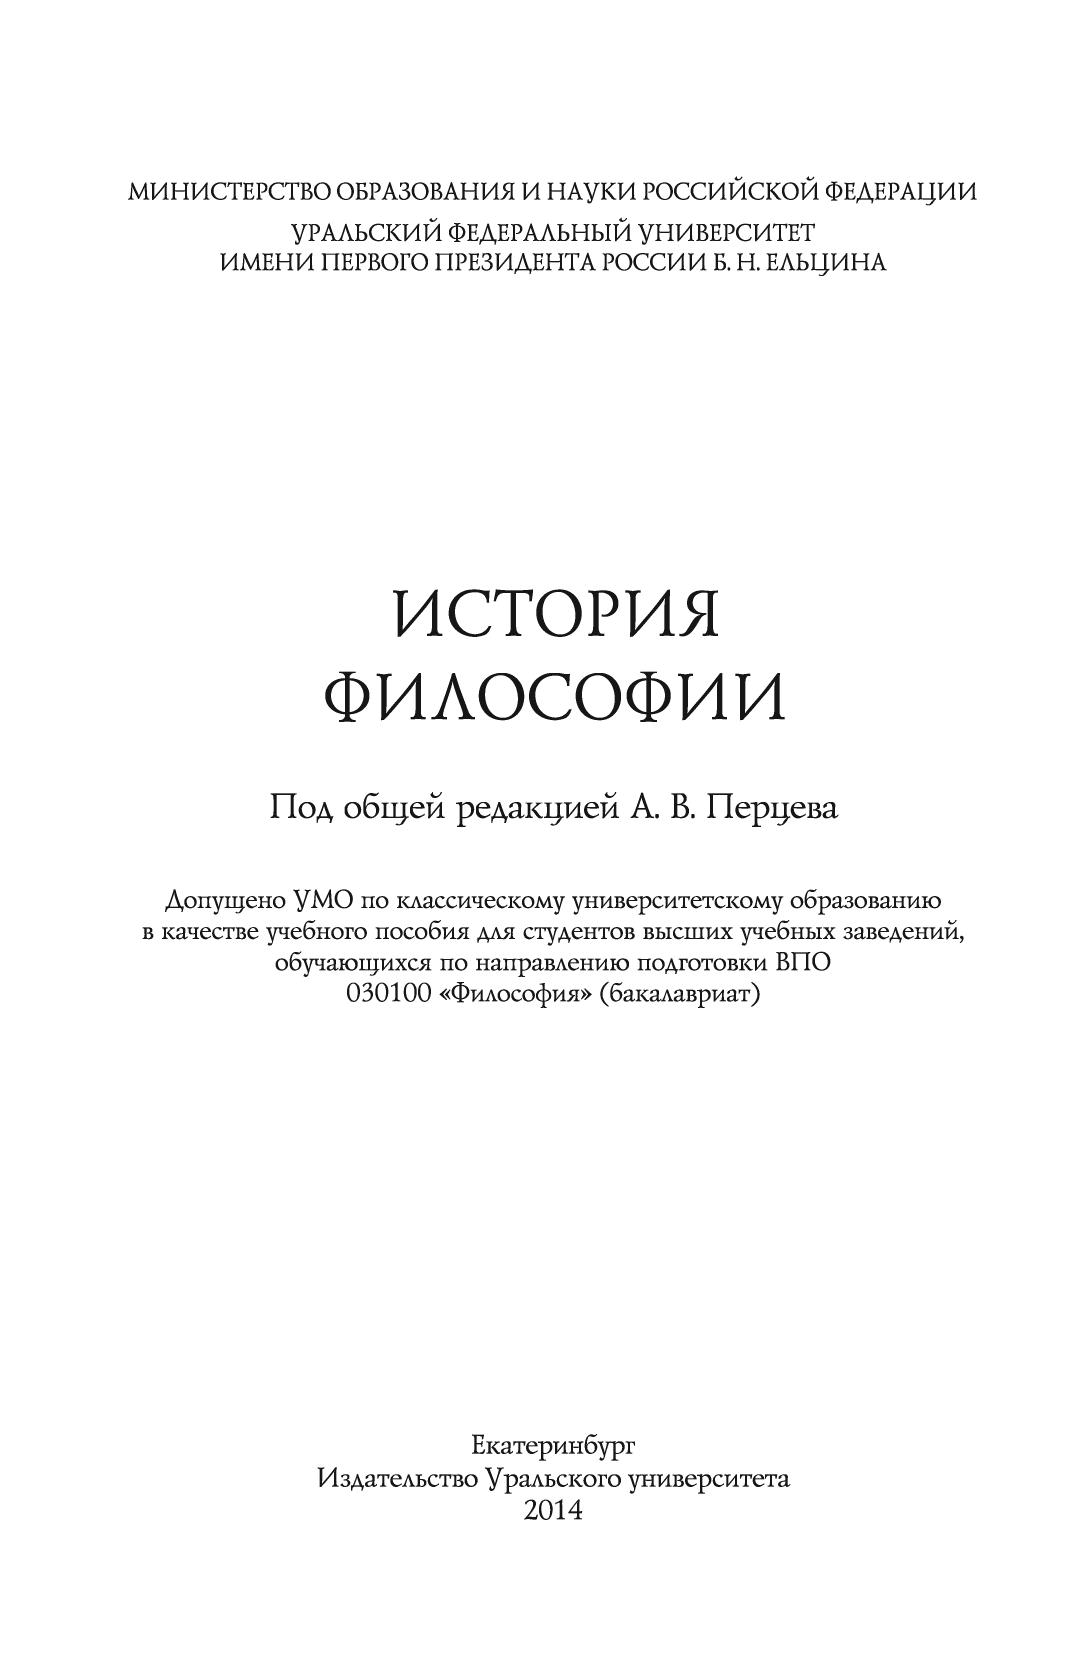 МИНИСТЕРСТВО ОБРАЗОВАНИЯ И НАУКИ РОССИЙСКОЙ ФЕДЕРАЦИИ
УРАЛЬСКИЙ ФЕДЕРАЛЬНЫЙ УНИВЕРСИТЕТ
ИМЕНИ ПЕРВОГО ПРЕЗИДЕНТА РОССИИ Б. Н. ЕЛЬЦИНА
ИСТОРИЯ
ФИЛОСОФИИ
Под общей редакцией А. В. Перцева
Допущено УМО по классическому университетскому образованию
в качестве учебного пособия для студентов высших учебных заведений,
обучающихся по направлению подготовки ВПО
030100 «Философия» (бакалавриат)
Екатеринбург
Издательство Уральского университета
2014